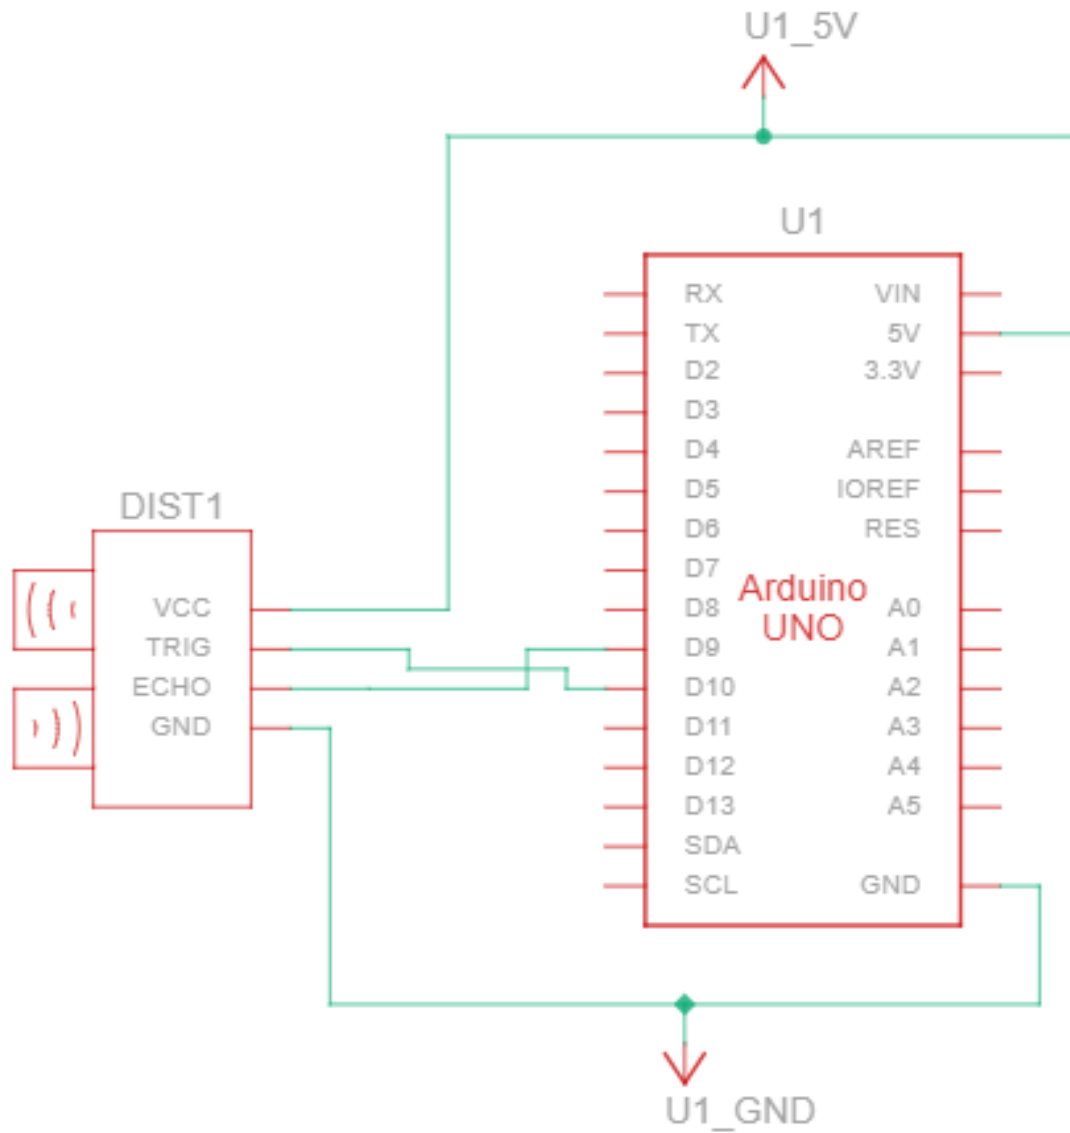 U1_5V
U1
RX VIN
TX 5V
D2 3.3V
D3
D4 AREF
D5 IOREF
D6 RES
D7
Arduino
UNO
D8 A0
D9 A1
D10 A2
D11 A3
D12 A4
D13 A5
SDA
SCL GND
DIST1
VCC
TRIG
ECHO
GND
U1_GND